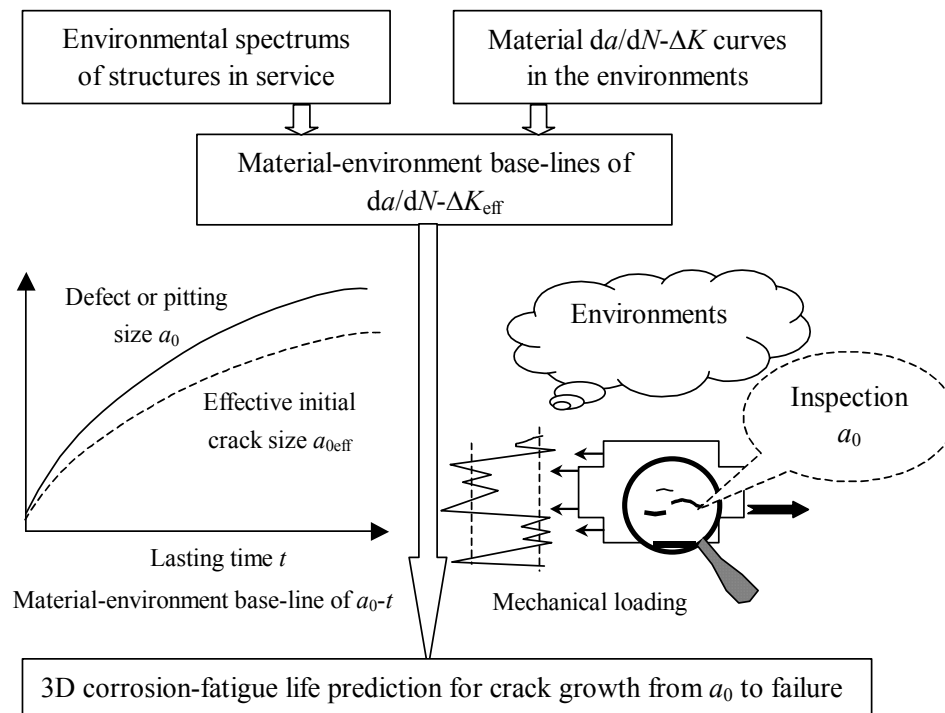 Environmental spectrums
of structures in service
Material da/dN-ΔK curves
in the environments
Material-environment base-lines of
da/dN-ΔKeff
Defect or pitting
size a0
Effective initial
crack size a0eff
Lasting time t
Material-environment base-line of a0-t
Environments
Inspection
a0
Mechanical loading
3D corrosion-fatigue life prediction for crack growth from a0 to failure